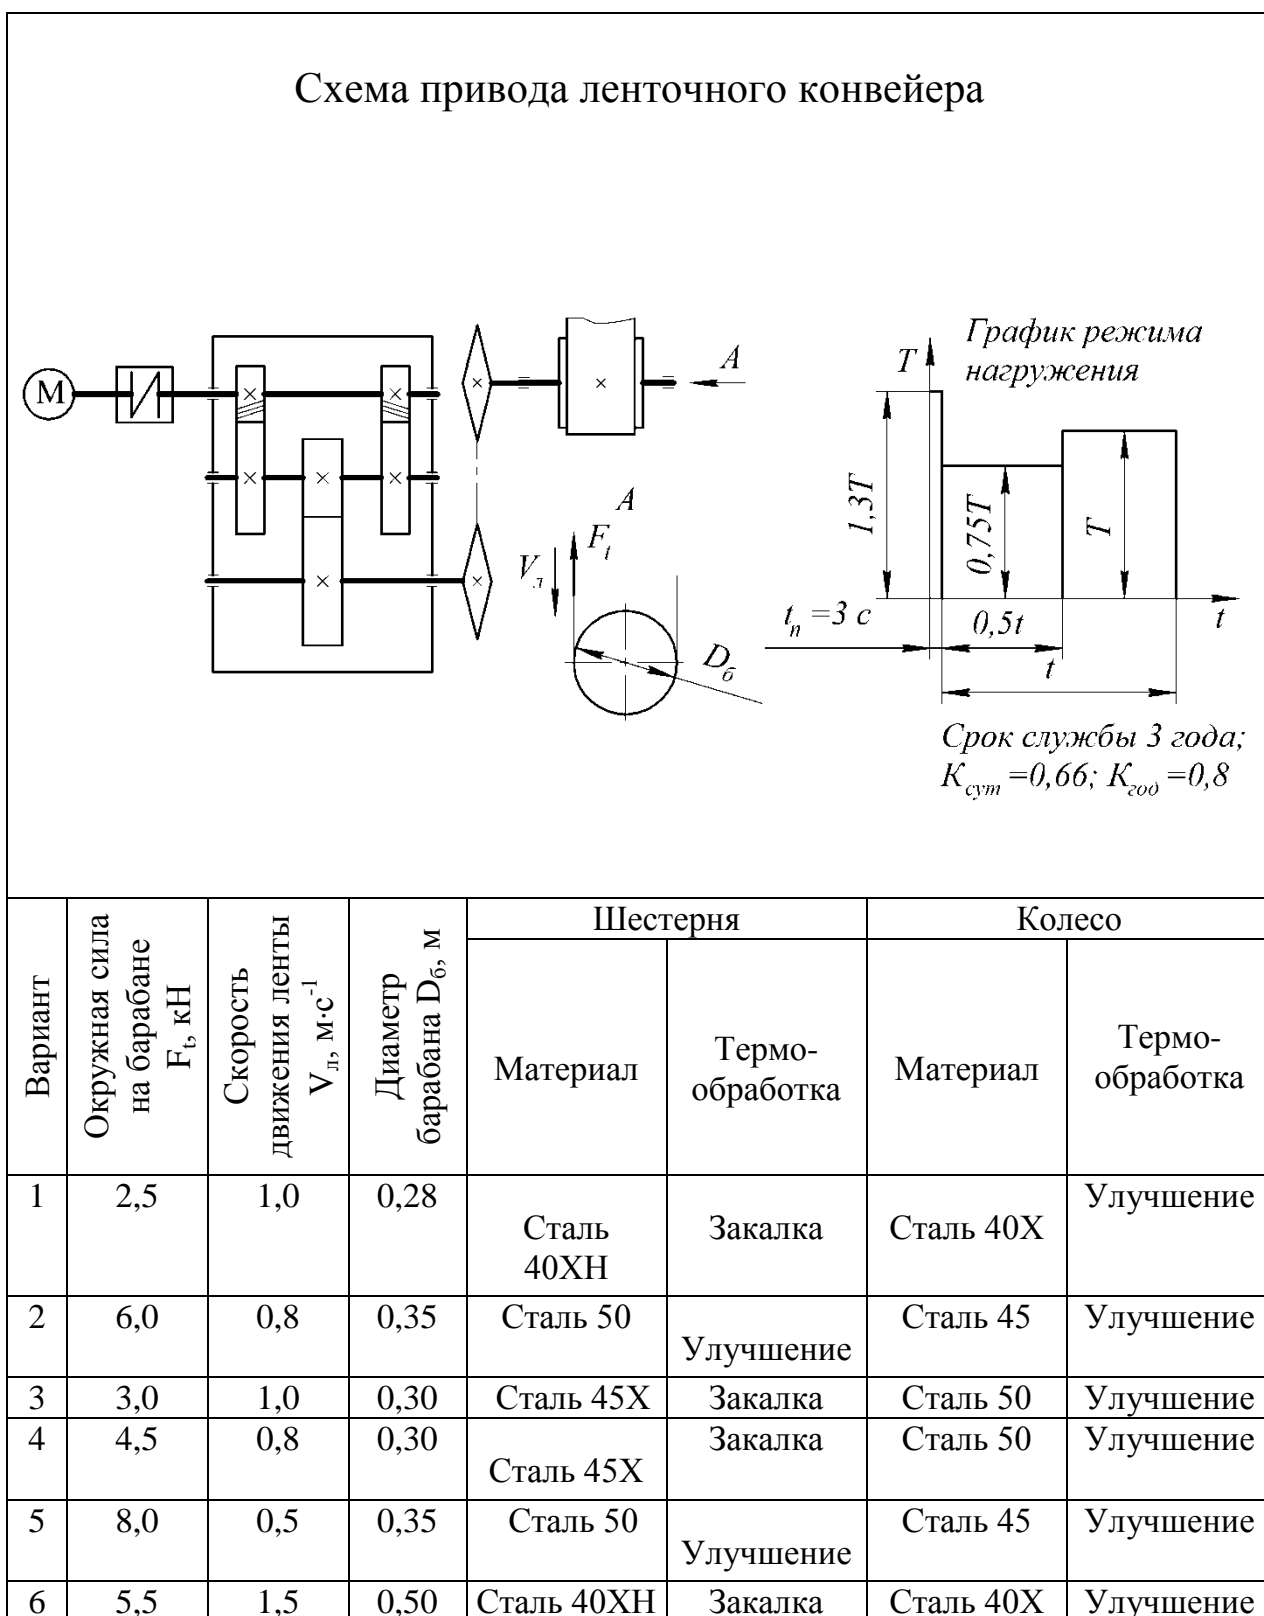 Схема привода ленточного конвейера
М
А
А
F_t
V_л
D_б
График режима
нагружения
T
1,3T
0,75T
T
t_п =3 с
0,5t
t
t
Срок службы 3 года;
К_сут =0,66; К_год =0,8
Вариант
Окружная сила
на барабане
F_t, кН
Скорость
движения ленты
V_л, м·с^-1
Диаметр
барабана D_б, м
Шестерня
Колесо
Материал
Термо-
обработка
Материал
Термо-
обработка
1 2,5 1,0 0,28 Сталь 40ХН Закалка Сталь 40Х Улучшение
2 6,0 0,8 0,35 Сталь 50 Улучшение Сталь 45 Улучшение
3 3,0 1,0 0,30 Сталь 45Х Закалка Сталь 50 Улучшение
4 4,5 0,8 0,30 Сталь 45Х Закалка Сталь 50 Улучшение
5 8,0 0,5 0,35 Сталь 50 Улучшение Сталь 45 Улучшение
6 5,5 1,5 0,50 Сталь 40ХН Закалка Сталь 40Х Улучшение